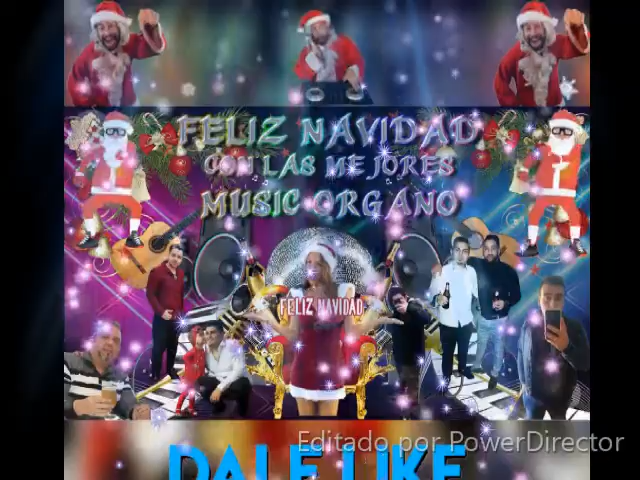 FELIZ NAVIDAD
CON LAS MEJORES
MUSIC ORGANO
FELIZ NAVIDAD
Editado por PowerDirector
DALE LIKE